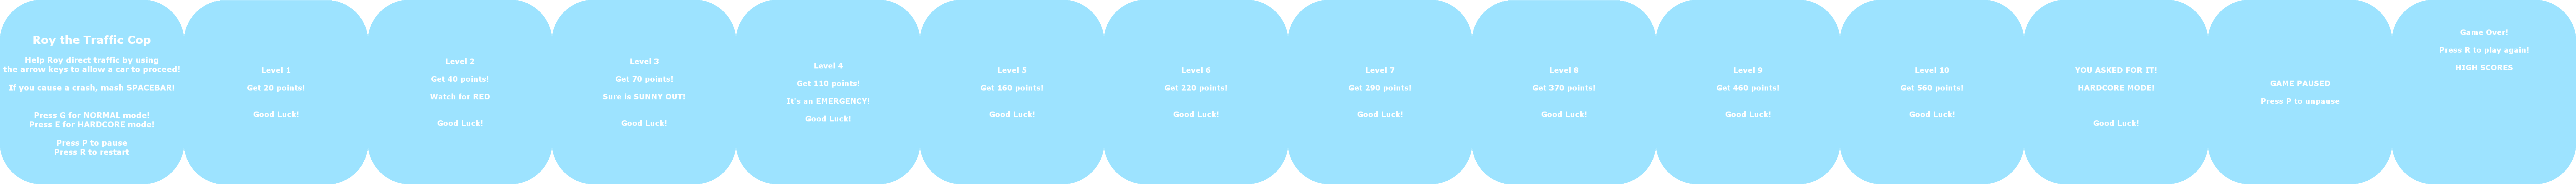 Roy the Traffic Cop
Help Roy direct traffic by using
the arrow keys to allow a car to proceed!
If you cause a crash, mash SPACEBAR!
Press G for NORMAL mode!
Press E for HARDCORE mode!
Press P to pause
Press R to restart
Level 1
Get 20 points!
Good Luck!
Level 2
Get 40 points!
Watch for RED
Good Luck!
Level 3
Get 70 points!
Sure is SUNNY OUT!
Good Luck!
Level 4
Get 110 points!
It's an EMERGENCY!
Good Luck!
Level 5
Get 160 points!
Good Luck!
Level 6
Get 220 points!
Good Luck!
Level 7
Get 290 points!
Good Luck!
Level 8
Get 370 points!
Good Luck!
Level 9
Get 460 points!
Good Luck!
Level 10
Get 560 points!
Good Luck!
YOU ASKED FOR IT!
HARDCORE MODE!
Good Luck!
GAME PAUSED
Press P to unpause
Game Over!
Press R to play again!
HIGH SCORES